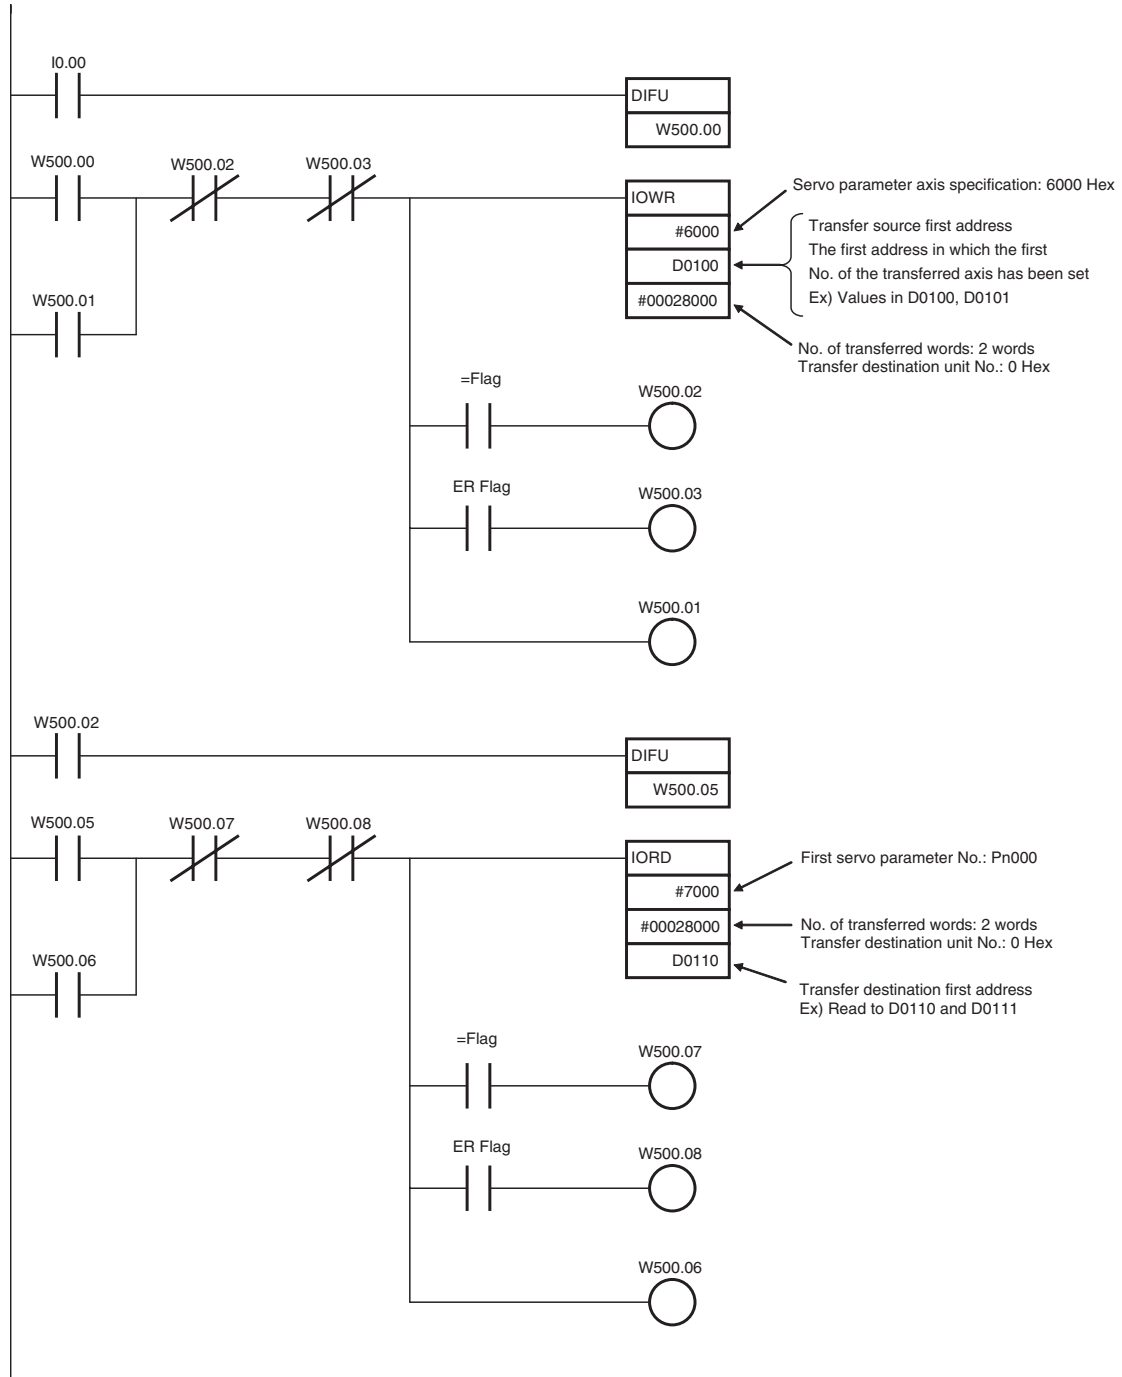 I0.00
DIFU
W500.00
W500.00
W500.02
W500.03
IOWR
#6000
D0100
#00028000
Servo parameter axis specification: 6000 Hex
Transfer source first address
The first address in which the first
No. of the transferred axis has been set
Ex) Values in D0100, D0101
No. of transferred words: 2 words
Transfer destination unit No.: 0 Hex
W500.01
=Flag
W500.02
ER Flag
W500.03
W500.01
W500.02
DIFU
W500.05
W500.05
W500.07
W500.08
IORD
#7000
#00028000
D0110
First servo parameter No.: Pn000
No. of transferred words: 2 words
Transfer destination unit No.: 0 Hex
Transfer destination first address
Ex) Read to D0110 and D0111
W500.06
=Flag
W500.07
ER Flag
W500.08
W500.06